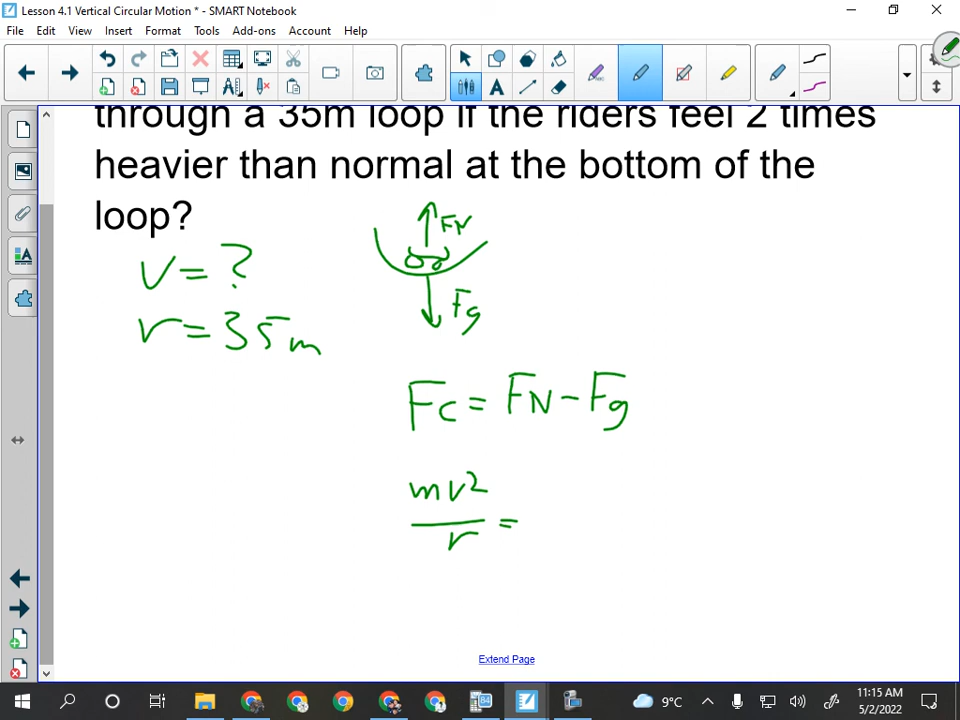 Lesson 4.1 Vertical Circular Motion * - SMART Notebook
File Edit View Insert Format Tools Add-ons Account Help
through a 35m loop if the riders feel 2 times
heavier than normal at the bottom of the
loop?
v = ?
r = 35m
FN
Fg
Fc = FN - Fg
mv²
r =
Extend Page
9°C
11:15 AM
5/2/2022